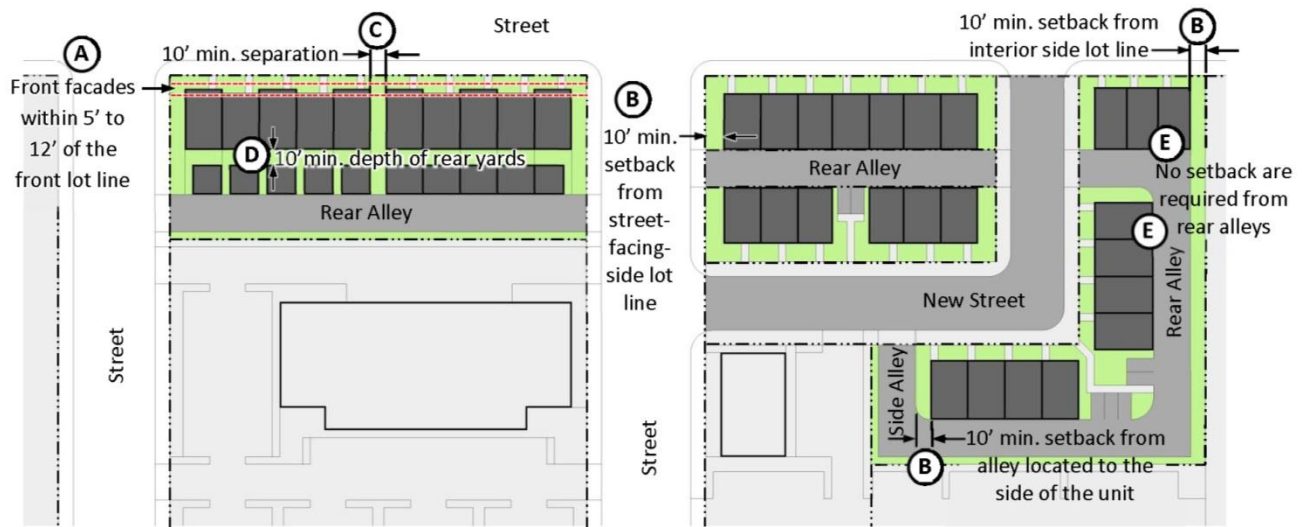 Street
A
Front facades
within 5’ to
12’ of the
front lot line
C
10’ min. separation
D
10’ min. depth of rear yards
Rear Alley
Street
B
10’ min.
setback
from
street-
facing-
side lot
line
Street
10’ min. setback from
interior side lot line
B
Rear Alley
E
No setback are
required from
rear alleys
E
Rear Alley
New Street
Side Alley
B
10’ min. setback from
alley located to the
side of the unit